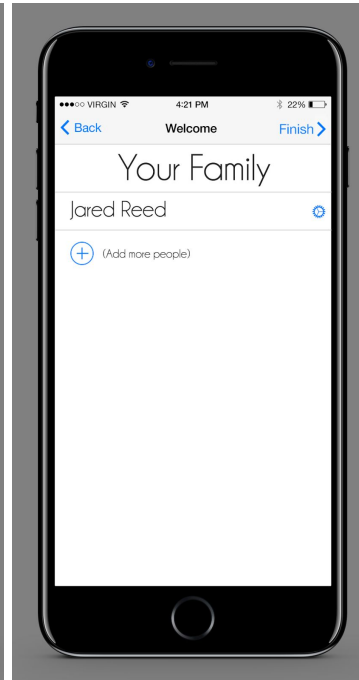 VIRGIN 4:21 PM 22%
Back Welcome Finish
Your Family
Jared Reed
(Add more people)